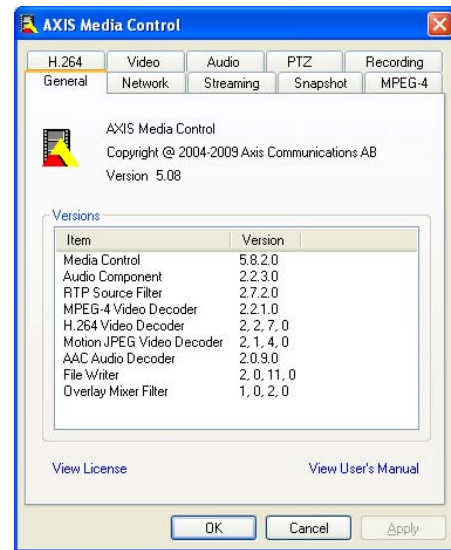 AXIS Media Control
H.264 Video Audio PTZ Recording
General Network Streaming Snapshot MPEG-4
AXIS Media Control
Copyright @ 2004-2009 Axis Communications AB
Version 5.08
Versions
Item Version
Media Control 5.8.2.0
Audio Component 2.2.3.0
RTP Source Filter 2.7.2.0
MPEG-4 Video Decoder 2.2.1.0
H.264 Video Decoder 2, 2, 7, 0
Motion JPEG Video Decoder 2, 1, 4, 0
AAC Audio Decoder 2.0.9.0
File Writer 2, 0, 11, 0
Overlay Mixer Filter 1, 0, 2, 0
View License View User's Manual
OK Cancel Apply